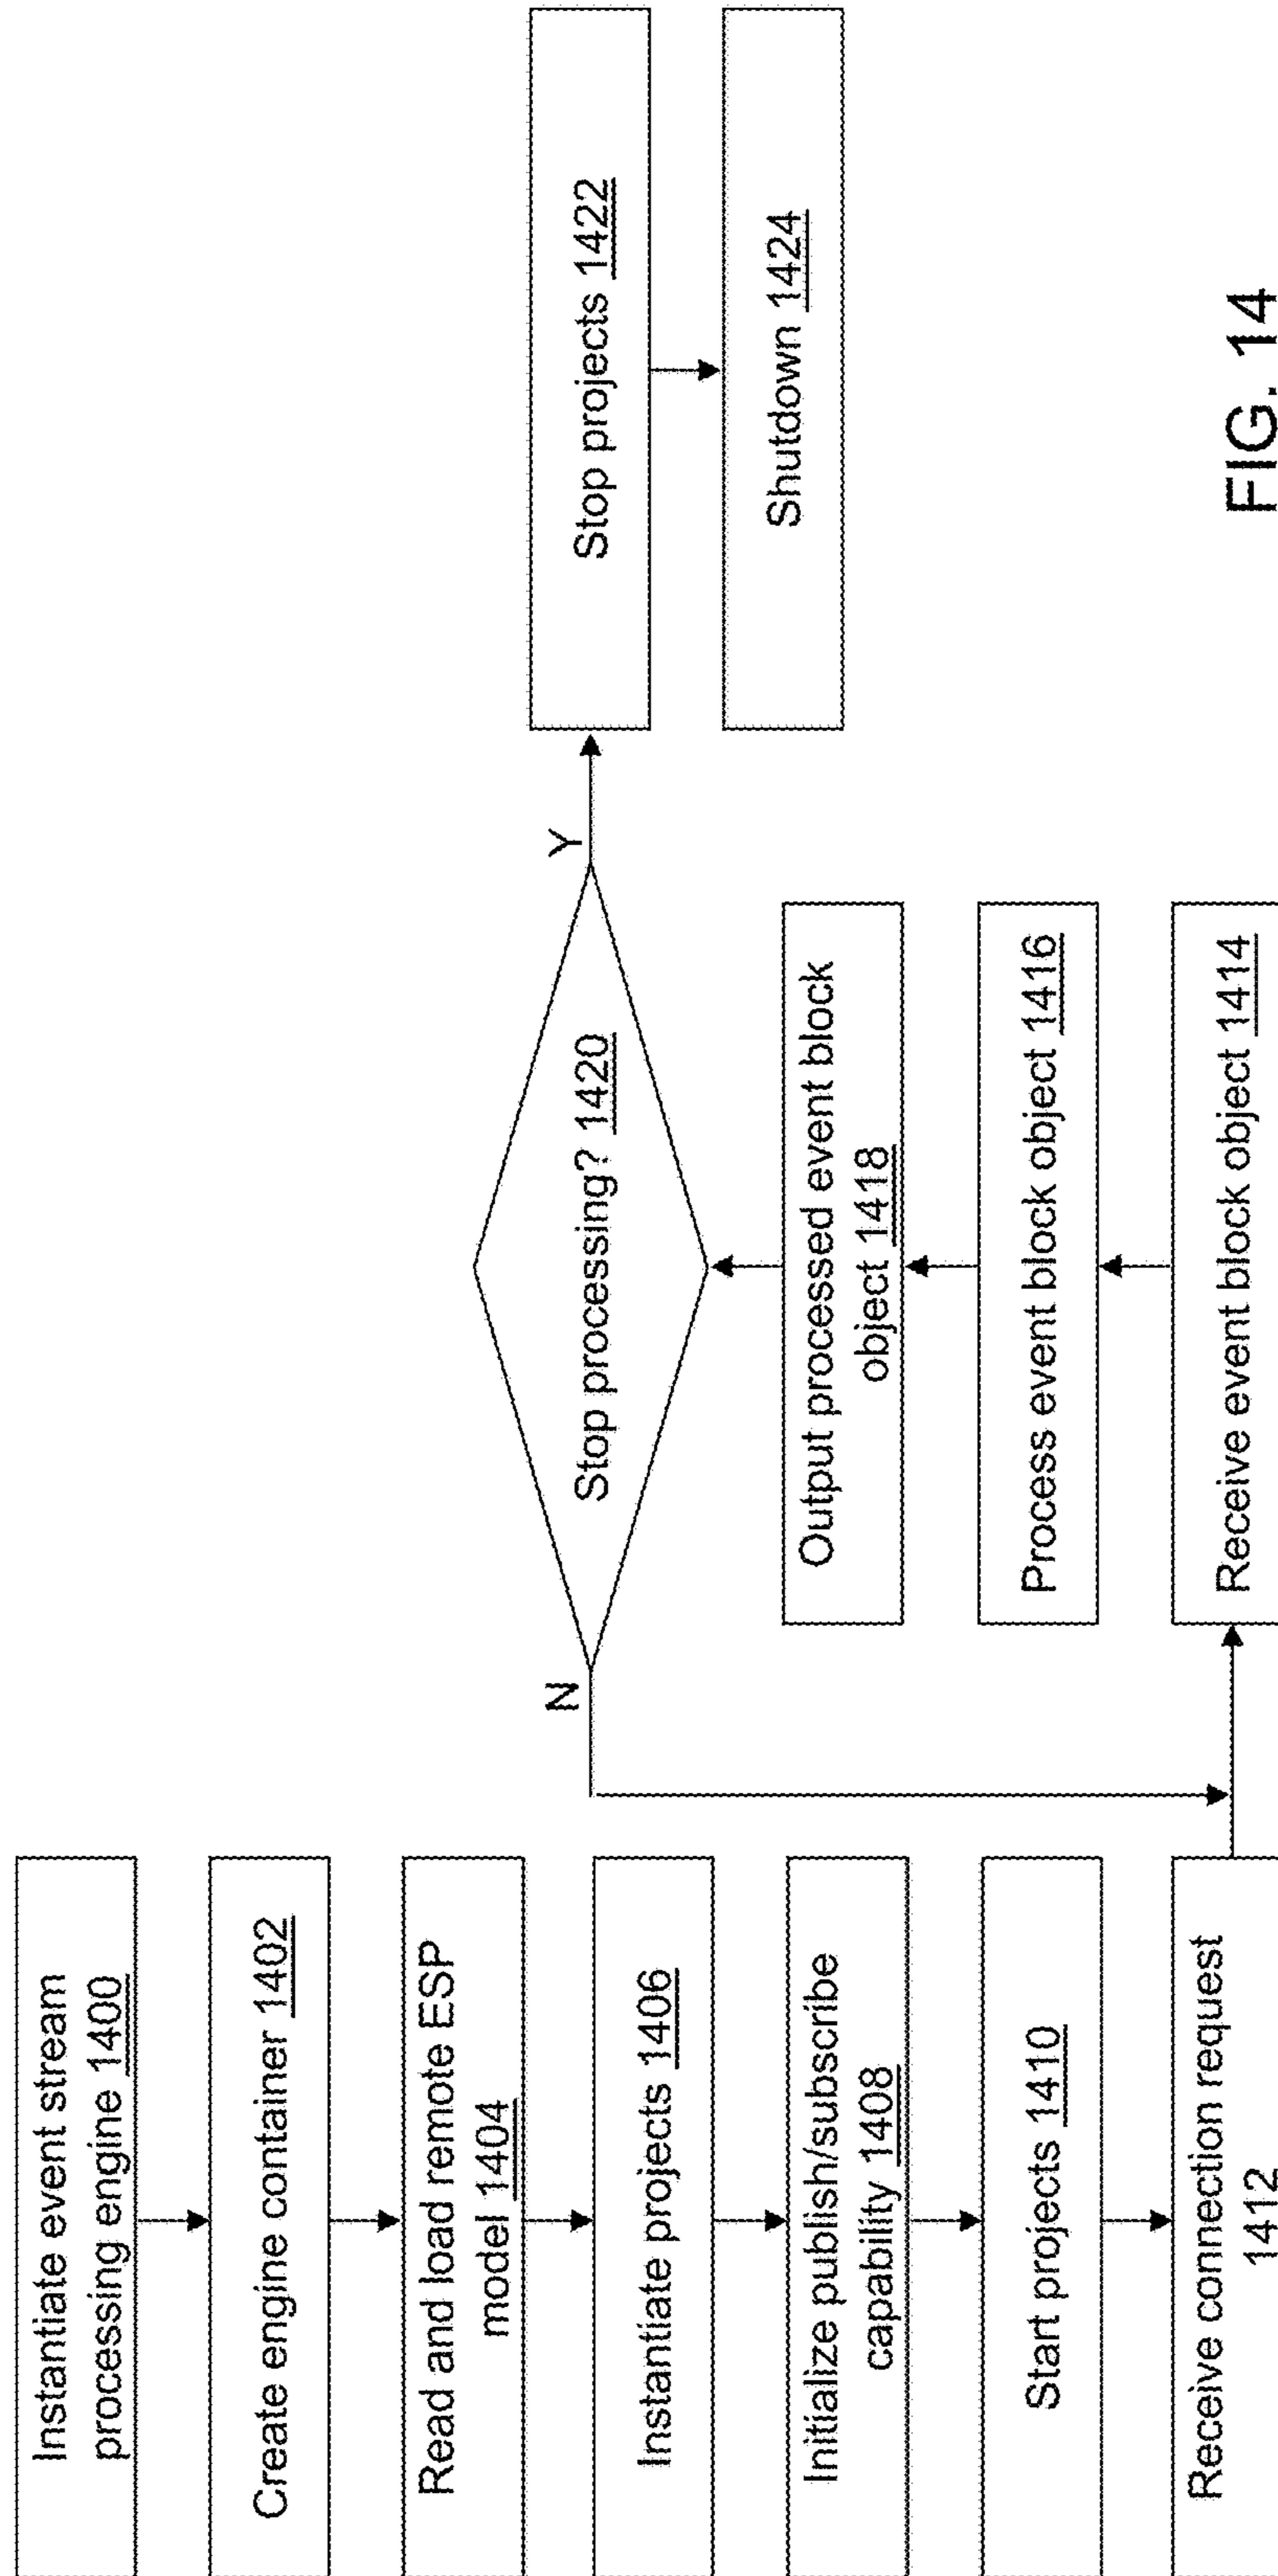 Instantiate event stream
processing engine 1400
Create engine container 1402
Read and load remote ESP
model 1404
Instantiate projects 1406
Initialize publish/subscribe
capability 1408
Start projects 1410
Receive connection request
1412
Receive event block object 1414
Process event block object 1416
Output processed event block
object 1418
Stop processing? 1420
N
Y
Stop projects 1422
Shutdown 1424
FIG. 14